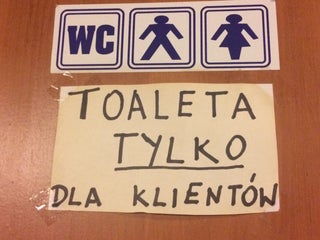 WC
TOALETA
TYLKO
DLA KLIENTÓW